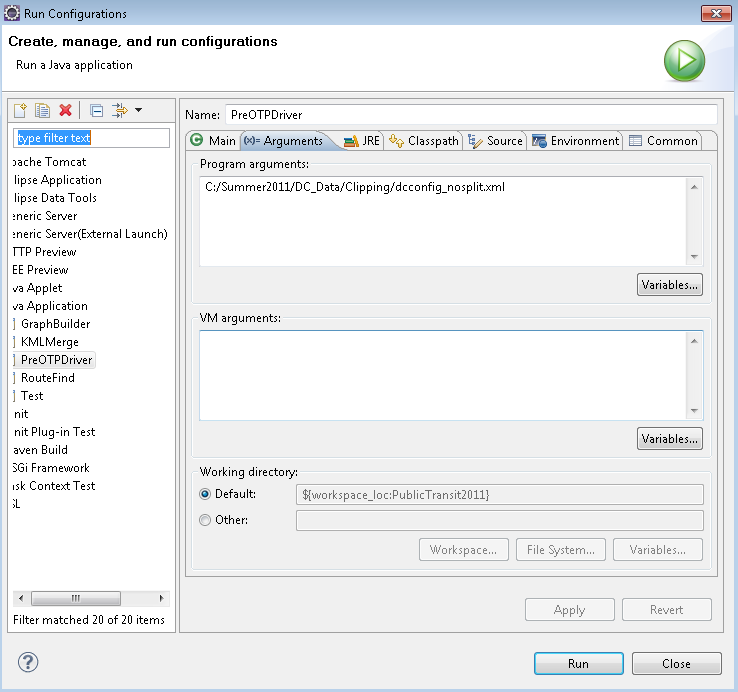 Run Configurations
Create, manage, and run configurations
Run a Java application
type filter text
pache Tomcat
lipse Application
lipse Data Tools
eneric Server
eneric Server(External Launch)
TTP Preview
EE Preview
va Applet
va Application
GraphBuilder
KMLMerge
PreOTPDriver
RouteFind
Test
nit
nit Plug-in Test
aven Build
SGi Framework
sk Context Test
SL
Filter matched 20 of 20 items
Name: PreOTPDriver
Main (x)= Arguments JRE Classpath Source Environment Common
Program arguments:
C:/Summer2011/DC_Data/Clipping/dcconfig_nosplit.xml
Variables...
VM arguments:
Variables...
Working directory:
Default: ${workspace_loc:PublicTransit2011}
Other:
Workspace... File System... Variables...
Apply Revert
Run Close